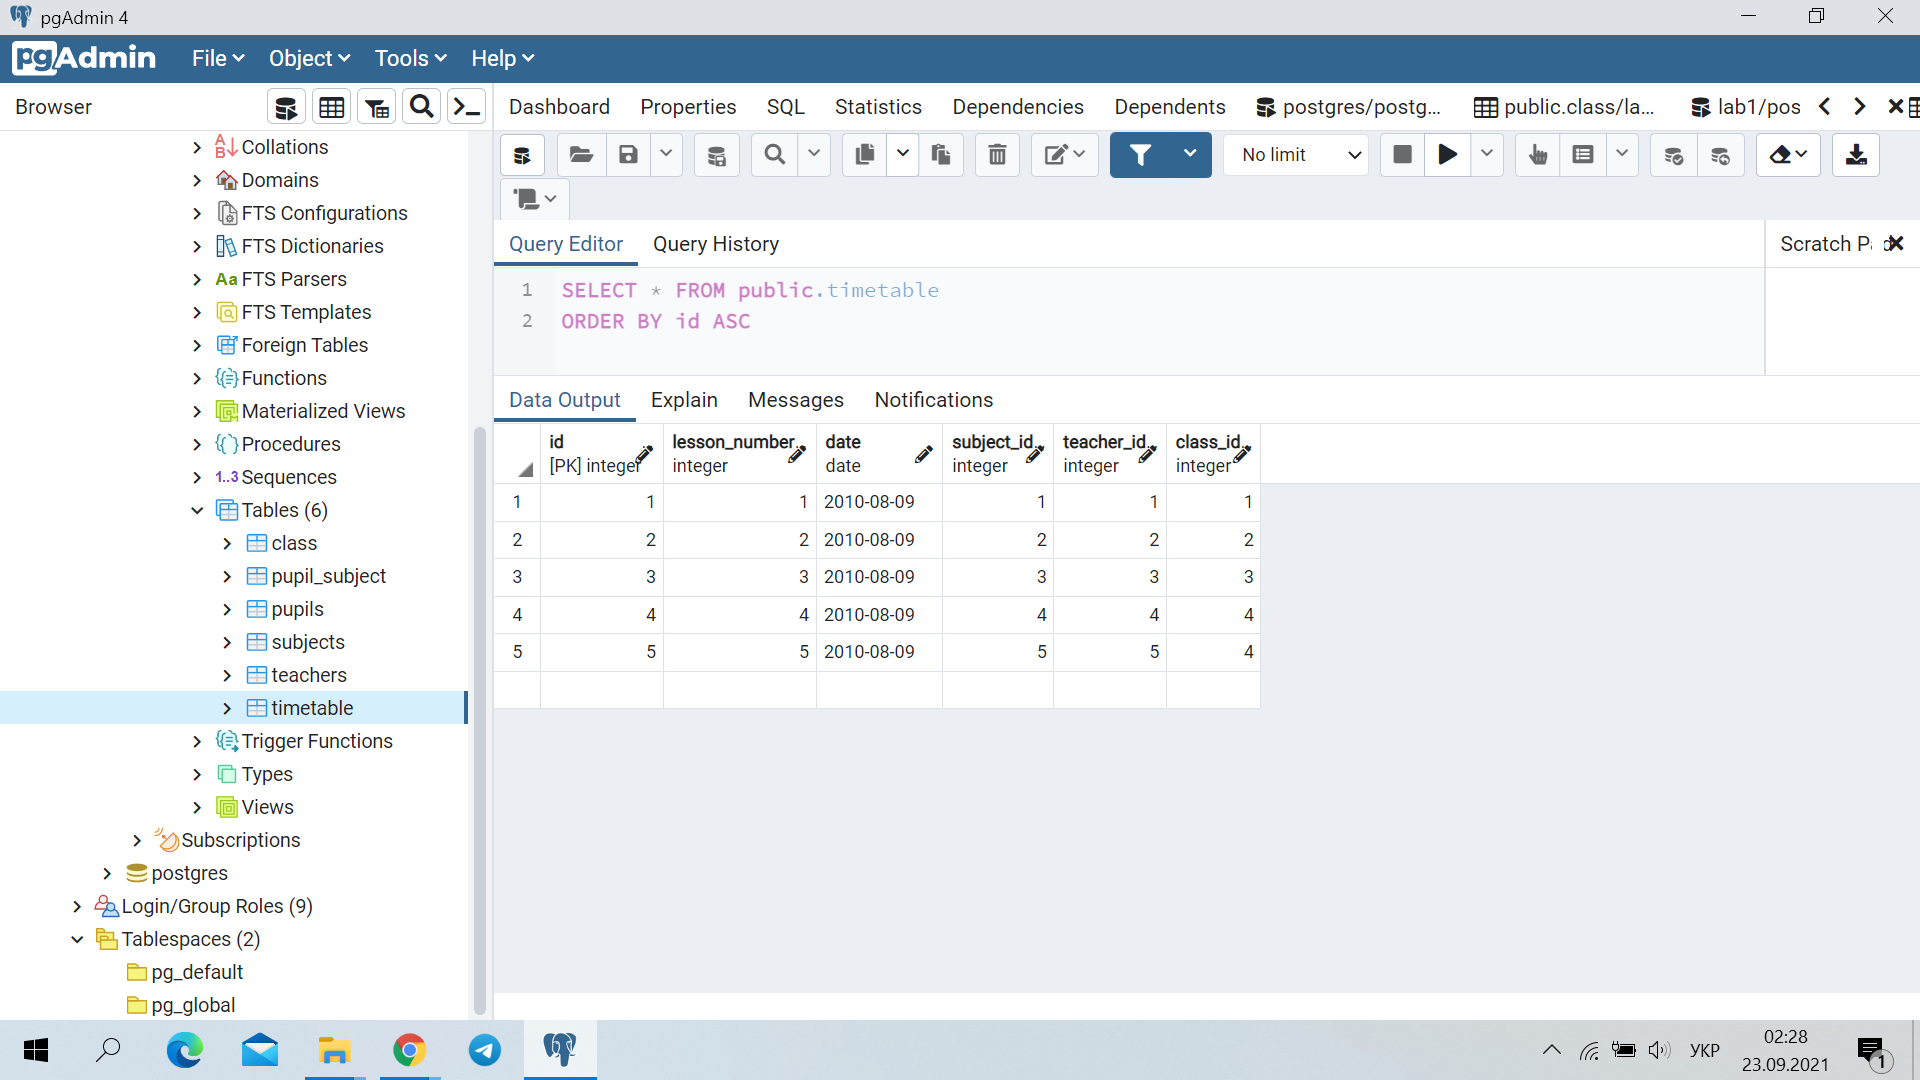 pgAdmin 4
pgAdmin File Object Tools Help
Browser
Dashboard Properties SQL Statistics Dependencies Dependents postgres/postg... public.class/la... lab1/pos
No limit
Query Editor Query History
Scratch Pad
1 SELECT * FROM public.timetable
2 ORDER BY id ASC
Data Output Explain Messages Notifications
id lesson_number date subject_id teacher_id class_id
[PK] integer integer date integer integer integer
1 1 1 2010-08-09 1 1 1
2 2 2 2010-08-09 2 2 2
3 3 3 2010-08-09 3 3 3
4 4 4 2010-08-09 4 4 4
5 5 5 2010-08-09 5 5 4
Collations
Domains
FTS Configurations
FTS Dictionaries
Aa FTS Parsers
FTS Templates
Foreign Tables
Functions
Materialized Views
Procedures
1..3 Sequences
Tables (6)
class
pupil_subject
pupils
subjects
teachers
timetable
Trigger Functions
Types
Views
Subscriptions
postgres
Login/Group Roles (9)
Tablespaces (2)
pg_default
pg_global
УКР
02:28
23.09.2021
1